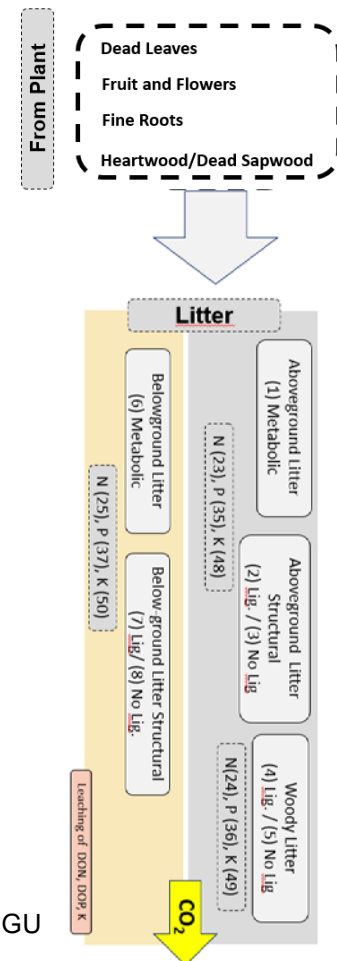 From Plant
Dead Leaves
Fruit and Flowers
Fine Roots
Heartwood/Dead Sapwood
Litter
Aboveground Litter
(1) Metabolic
N (23), P (35), K (48)
Aboveground Litter
Structural
(2) Lig. / (3) No Lig
Woody Litter
(4) Lig. / (5) No Lig
N(24), P (36), K (49)
Belowground Litter
(6) Metabolic
N (25), P (37), K (50)
Below-ground Litter Structural
(7) Lig/ (8) No Lig.
Leaching of DON, DOP, K
CO2
GU